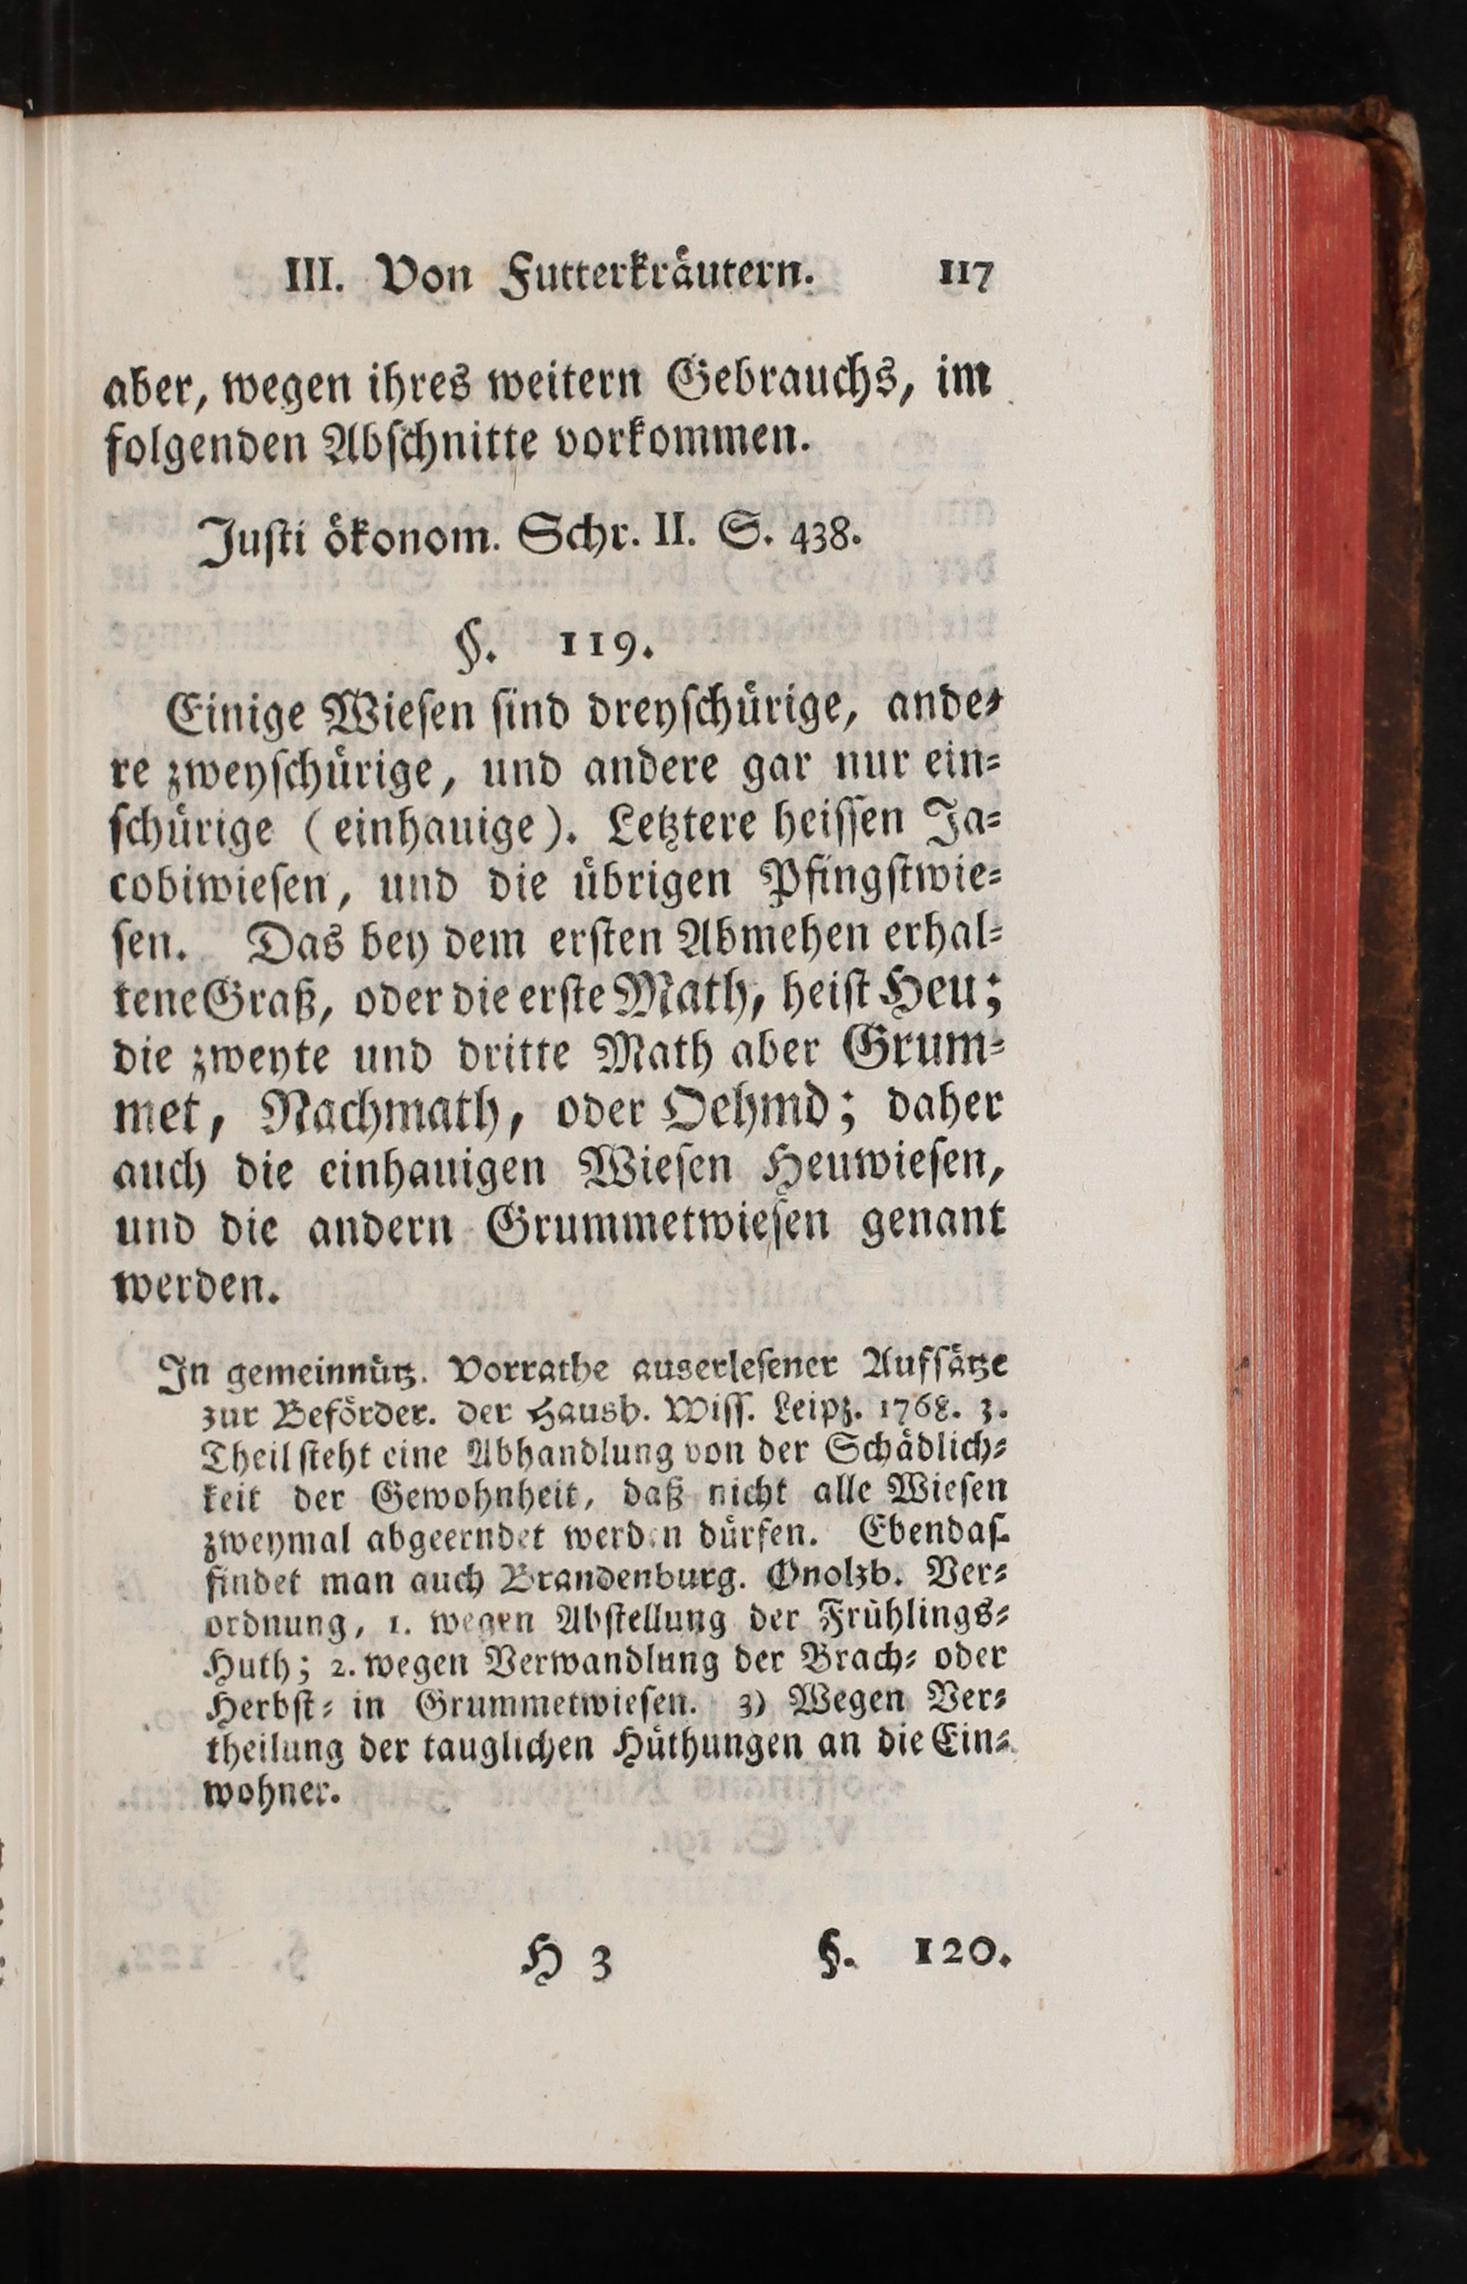 III. Von Futterkräutern. 117
aber, wegen ihres weitern Gebrauchs, im
folgenden Abschnitte vorkommen.
Justi ökonom. Schr. II. S. 438.
§. 119.
Einige Wiesen sind dreyschürige, ande-
re zweyschürige, und andere gar nur ein-
schürige (einhauige). Letztere heissen Ja-
cobiwiesen, und die übrigen Pfingstwie-
sen. Das bey dem ersten Abmehen erhal-
tene Graß, oder die erste Math, heist Heu;
die zweyte und dritte Math aber Grum-
met, Nachmath, oder Oehmd; daher
auch die einhauigen Wiesen Heuwiesen,
und die andern Grummetwiesen genant
werden.
In gemeinnütz. Vorrathe auserlesener Aufsätze
zur Beförder. der Haush. Wiss. Leipz. 1768. 3.
Theil steht eine Abhandlung von der Schädlich-
keit der Gewohnheit, daß nicht alle Wiesen
zweymal abgeerndet werden dürfen. Ebendas.
findet man auch Brandenburg. Onolzb. Ver-
ordnung, 1. wegen Abstellung der Frühlings-
Huth; 2. wegen Verwandlung der Brach- oder
Herbst- in Grummetwiesen. 3) Wegen Ver-
theilung der tauglichen Hüthungen an die Ein-
wohner.
H 3 §. 120.